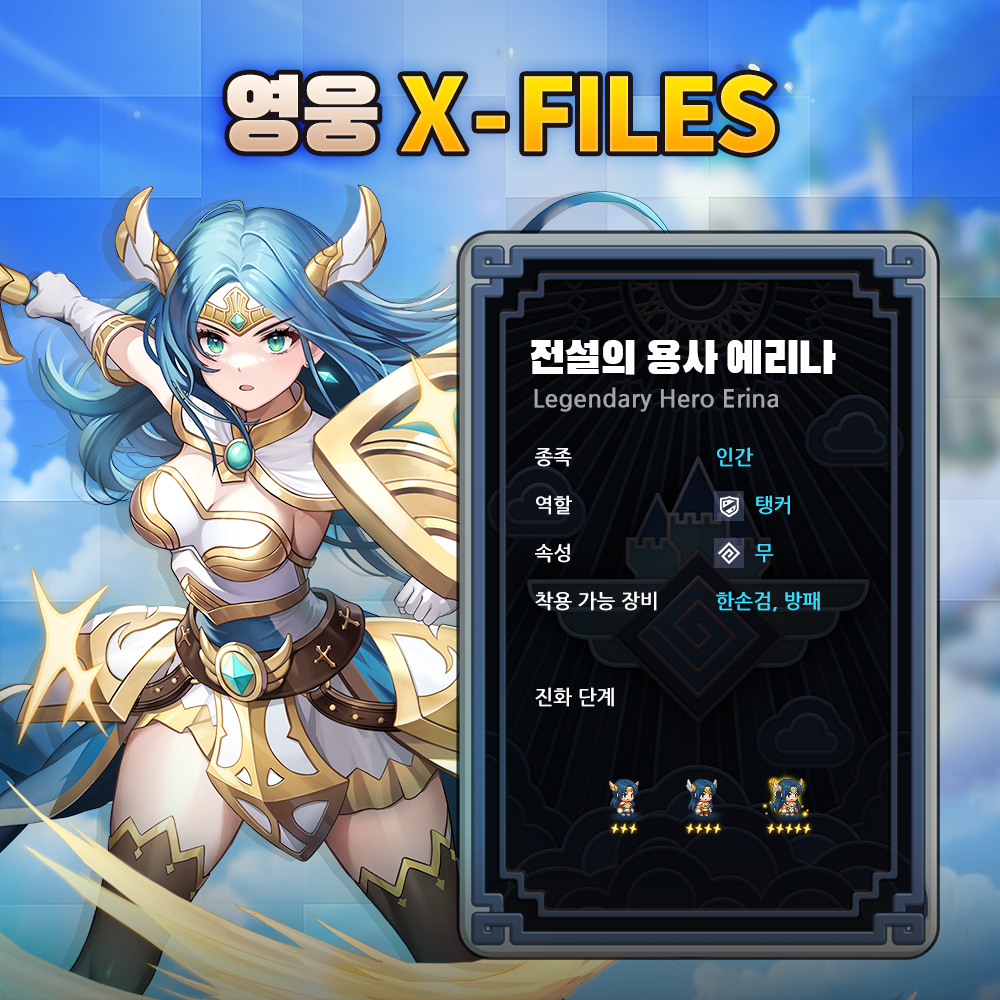 영웅 X-FILES
전설의 용사 에리나
Legendary Hero Erina
종족 인간
역할 탱커
속성 무
착용 가능 장비 한손검, 방패
진화 단계